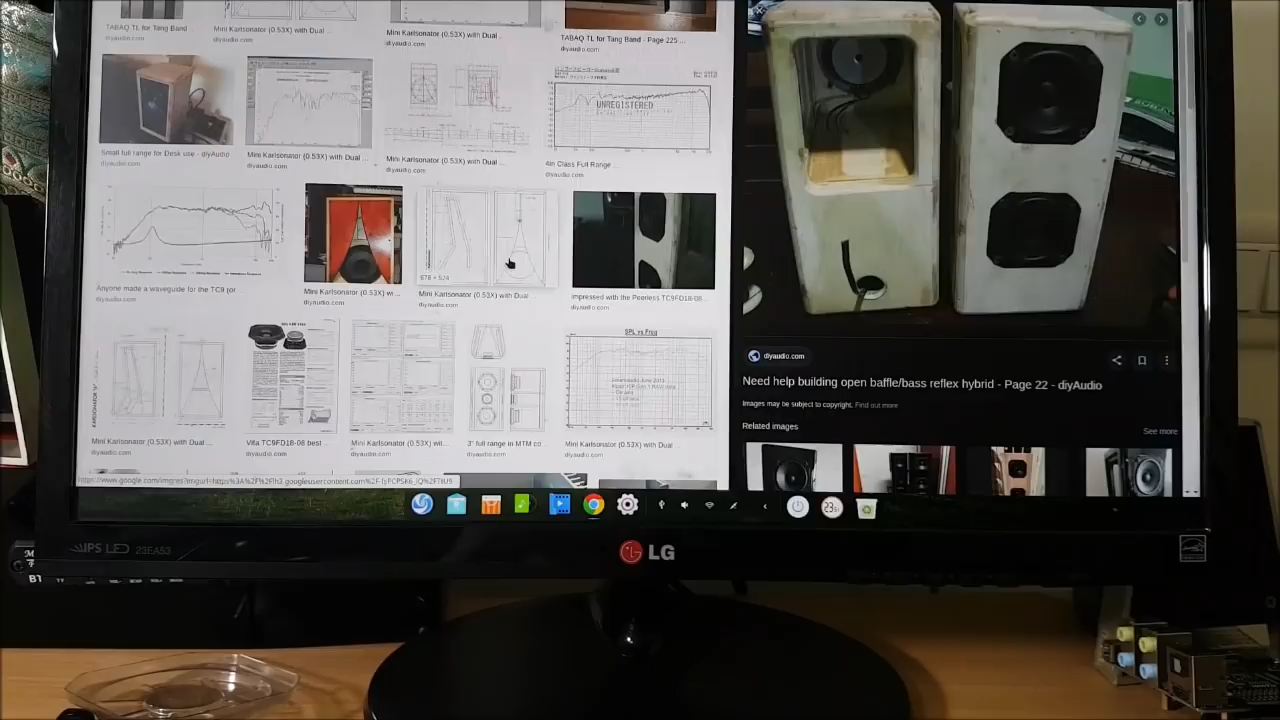 TABAQ TL for Tang Band
diyaudio.com
Mini Karlsonator (0.53X) with Dual ...
diyaudio.com
Mini Karlsonator (0.53X) with Dual ...
diyaudio.com
TABAQ TL for Tang Band - Page 225 ...
diyaudio.com
UNREGISTERED
Small full range for Desk use - diyAudio
diyaudio.com
Mini Karlsonator (0.53X) with Dual ...
diyaudio.com
Mini Karlsonator (0.53X) with Dual ...
diyaudio.com
4in Class Full Range ...
diyaudio.com
678 × 524
Anyone made a waveguide for the TC9 (or ...
diyaudio.com
Mini Karlsonator (0.53X) wi...
diyaudio.com
Mini Karlsonator (0.53X) with Dual ...
diyaudio.com
impressed with the Peerless TC9FD18-08...
diyaudio.com
SPL vs Freq
Mini Karlsonator (0.53X) with Dual ...
diyaudio.com
Vifa TC9FD18-08 best ...
diyaudio.com
Mini Karlsonator (0.53X) wi...
diyaudio.com
3" full range in MTM co...
diyaudio.com
Mini Karlsonator (0.53X) with Dual ...
diyaudio.com
diyaudio.com
Need help building open baffle/bass reflex hybrid - Page 22 - diyAudio
Images may be subject to copyright. Find out more
Related images
See more
IPS LED 23EA53
LG